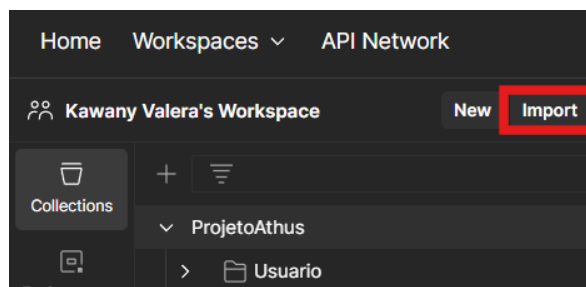 Home Workspaces API Network
Kawany Valera's Workspace New Import
Collections
ProjetoAthus
Usuario